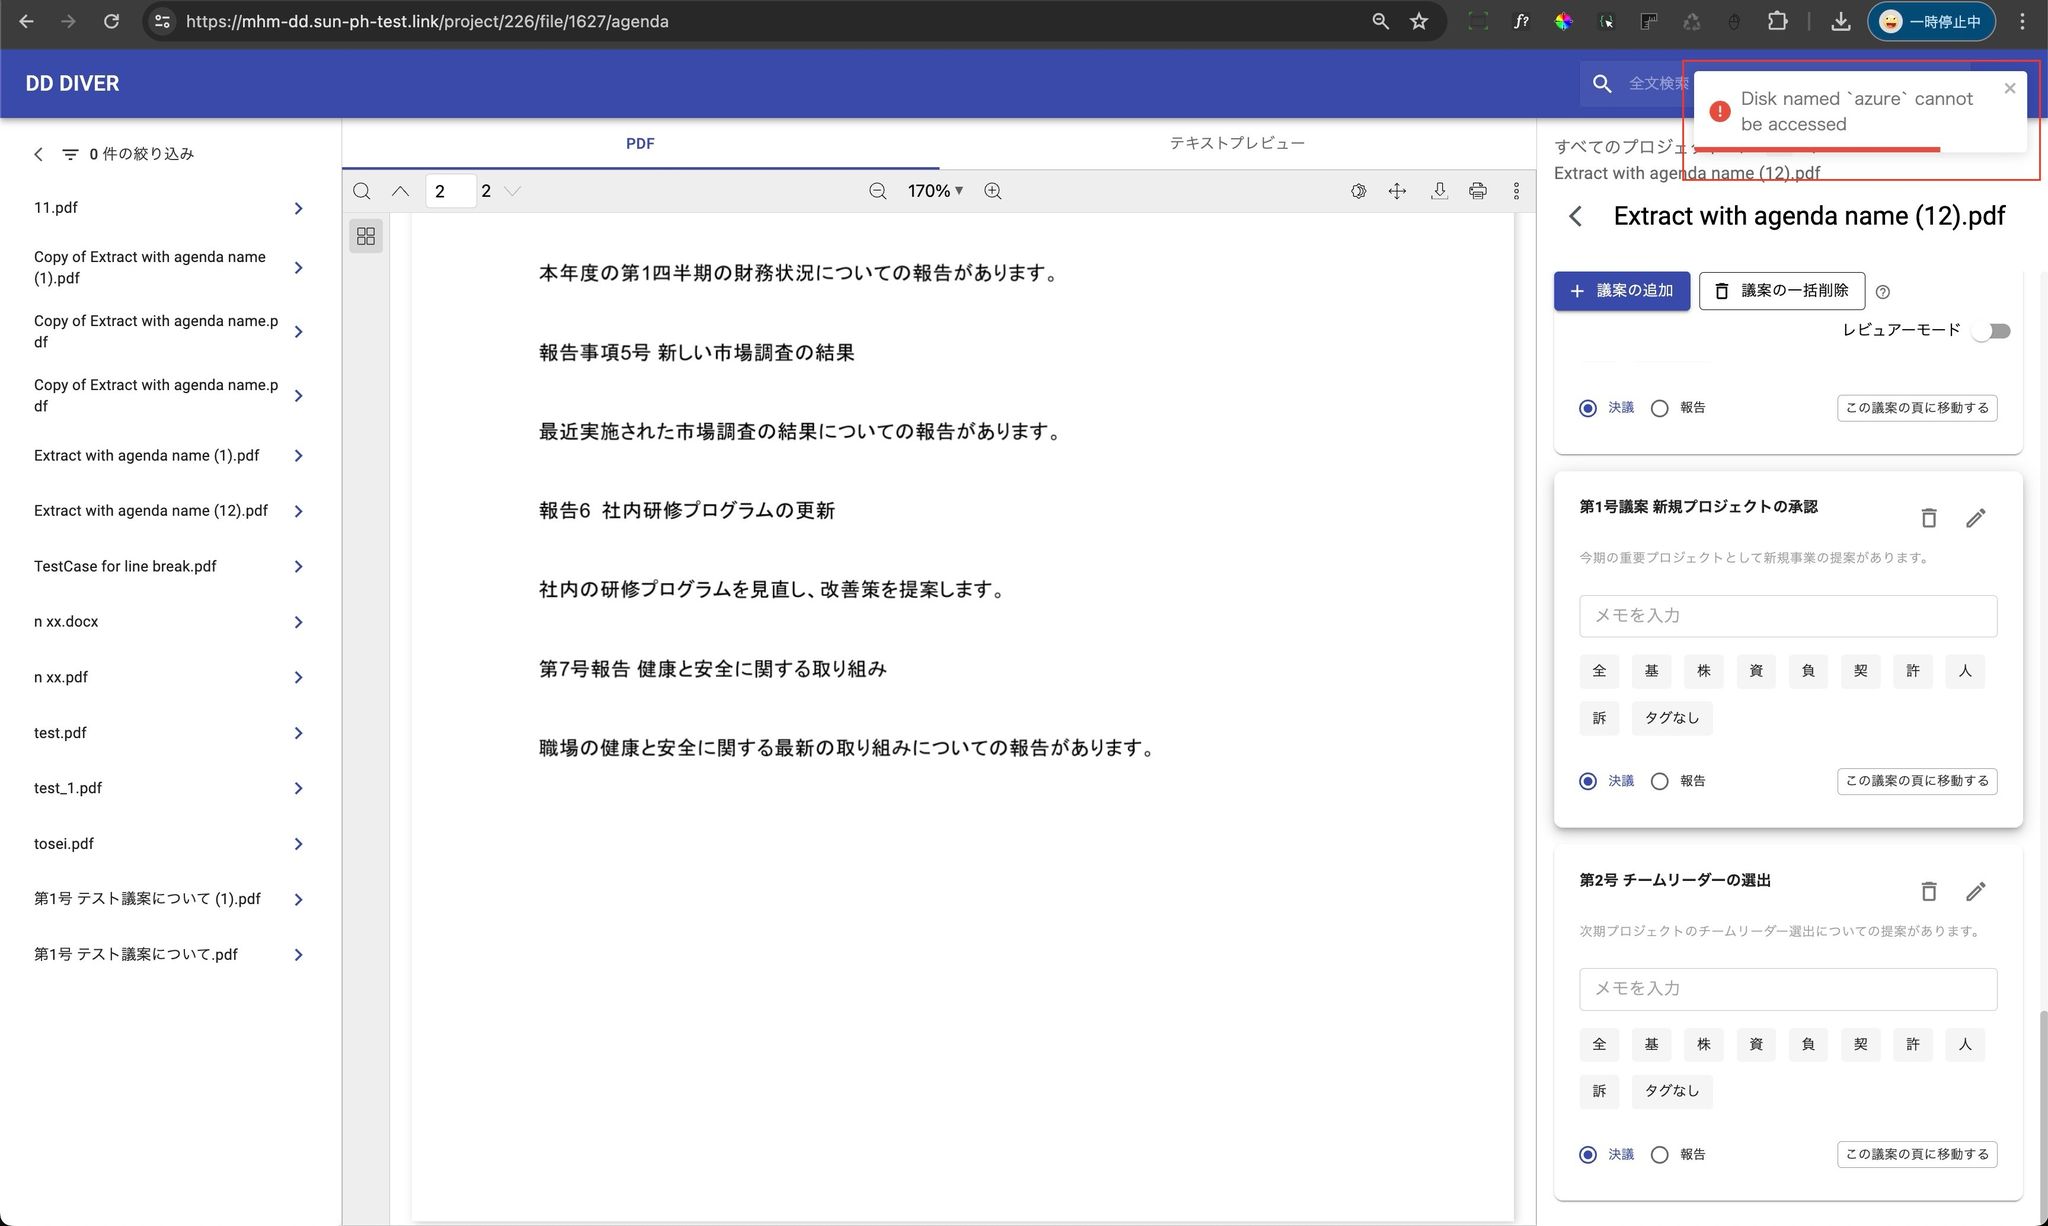 https://mhm-dd.sun-ph-test.link/project/226/file/1627/agenda
一時停止中
DD DIVER
全文検索
Disk named `azure` cannot
be accessed
0 件の絞り込み
11.pdf
Copy of Extract with agenda name
(1).pdf
Copy of Extract with agenda name.p
df
Copy of Extract with agenda name.p
df
Extract with agenda name (1).pdf
Extract with agenda name (12).pdf
TestCase for line break.pdf
n xx.docx
n xx.pdf
test.pdf
test_1.pdf
tosei.pdf
第1号 テスト議案について (1).pdf
第1号 テスト議案について.pdf
PDF
テキストプレビュー
2
2
170%
本年度の第1四半期の財務状況についての報告があります。
報告事項5号 新しい市場調査の結果
最近実施された市場調査の結果についての報告があります。
報告6 社内研修プログラムの更新
社内の研修プログラムを見直し、改善策を提案します。
第7号報告 健康と安全に関する取り組み
職場の健康と安全に関する最新の取り組みについての報告があります。
すべてのプロジェ
Extract with agenda name (12).pdf
Extract with agenda name (12).pdf
議案の追加
議案の一括削除
レビュアーモード
決議
報告
この議案の頁に移動する
第1号議案 新規プロジェクトの承認
今期の重要プロジェクトとして新規事業の提案があります。
メモを入力
全 基 株 資 負 契 許 人
訴 タグなし
決議
報告
この議案の頁に移動する
第2号 チームリーダーの選出
次期プロジェクトのチームリーダー選出についての提案があります。
メモを入力
全 基 株 資 負 契 許 人
訴 タグなし
決議
報告
この議案の頁に移動する